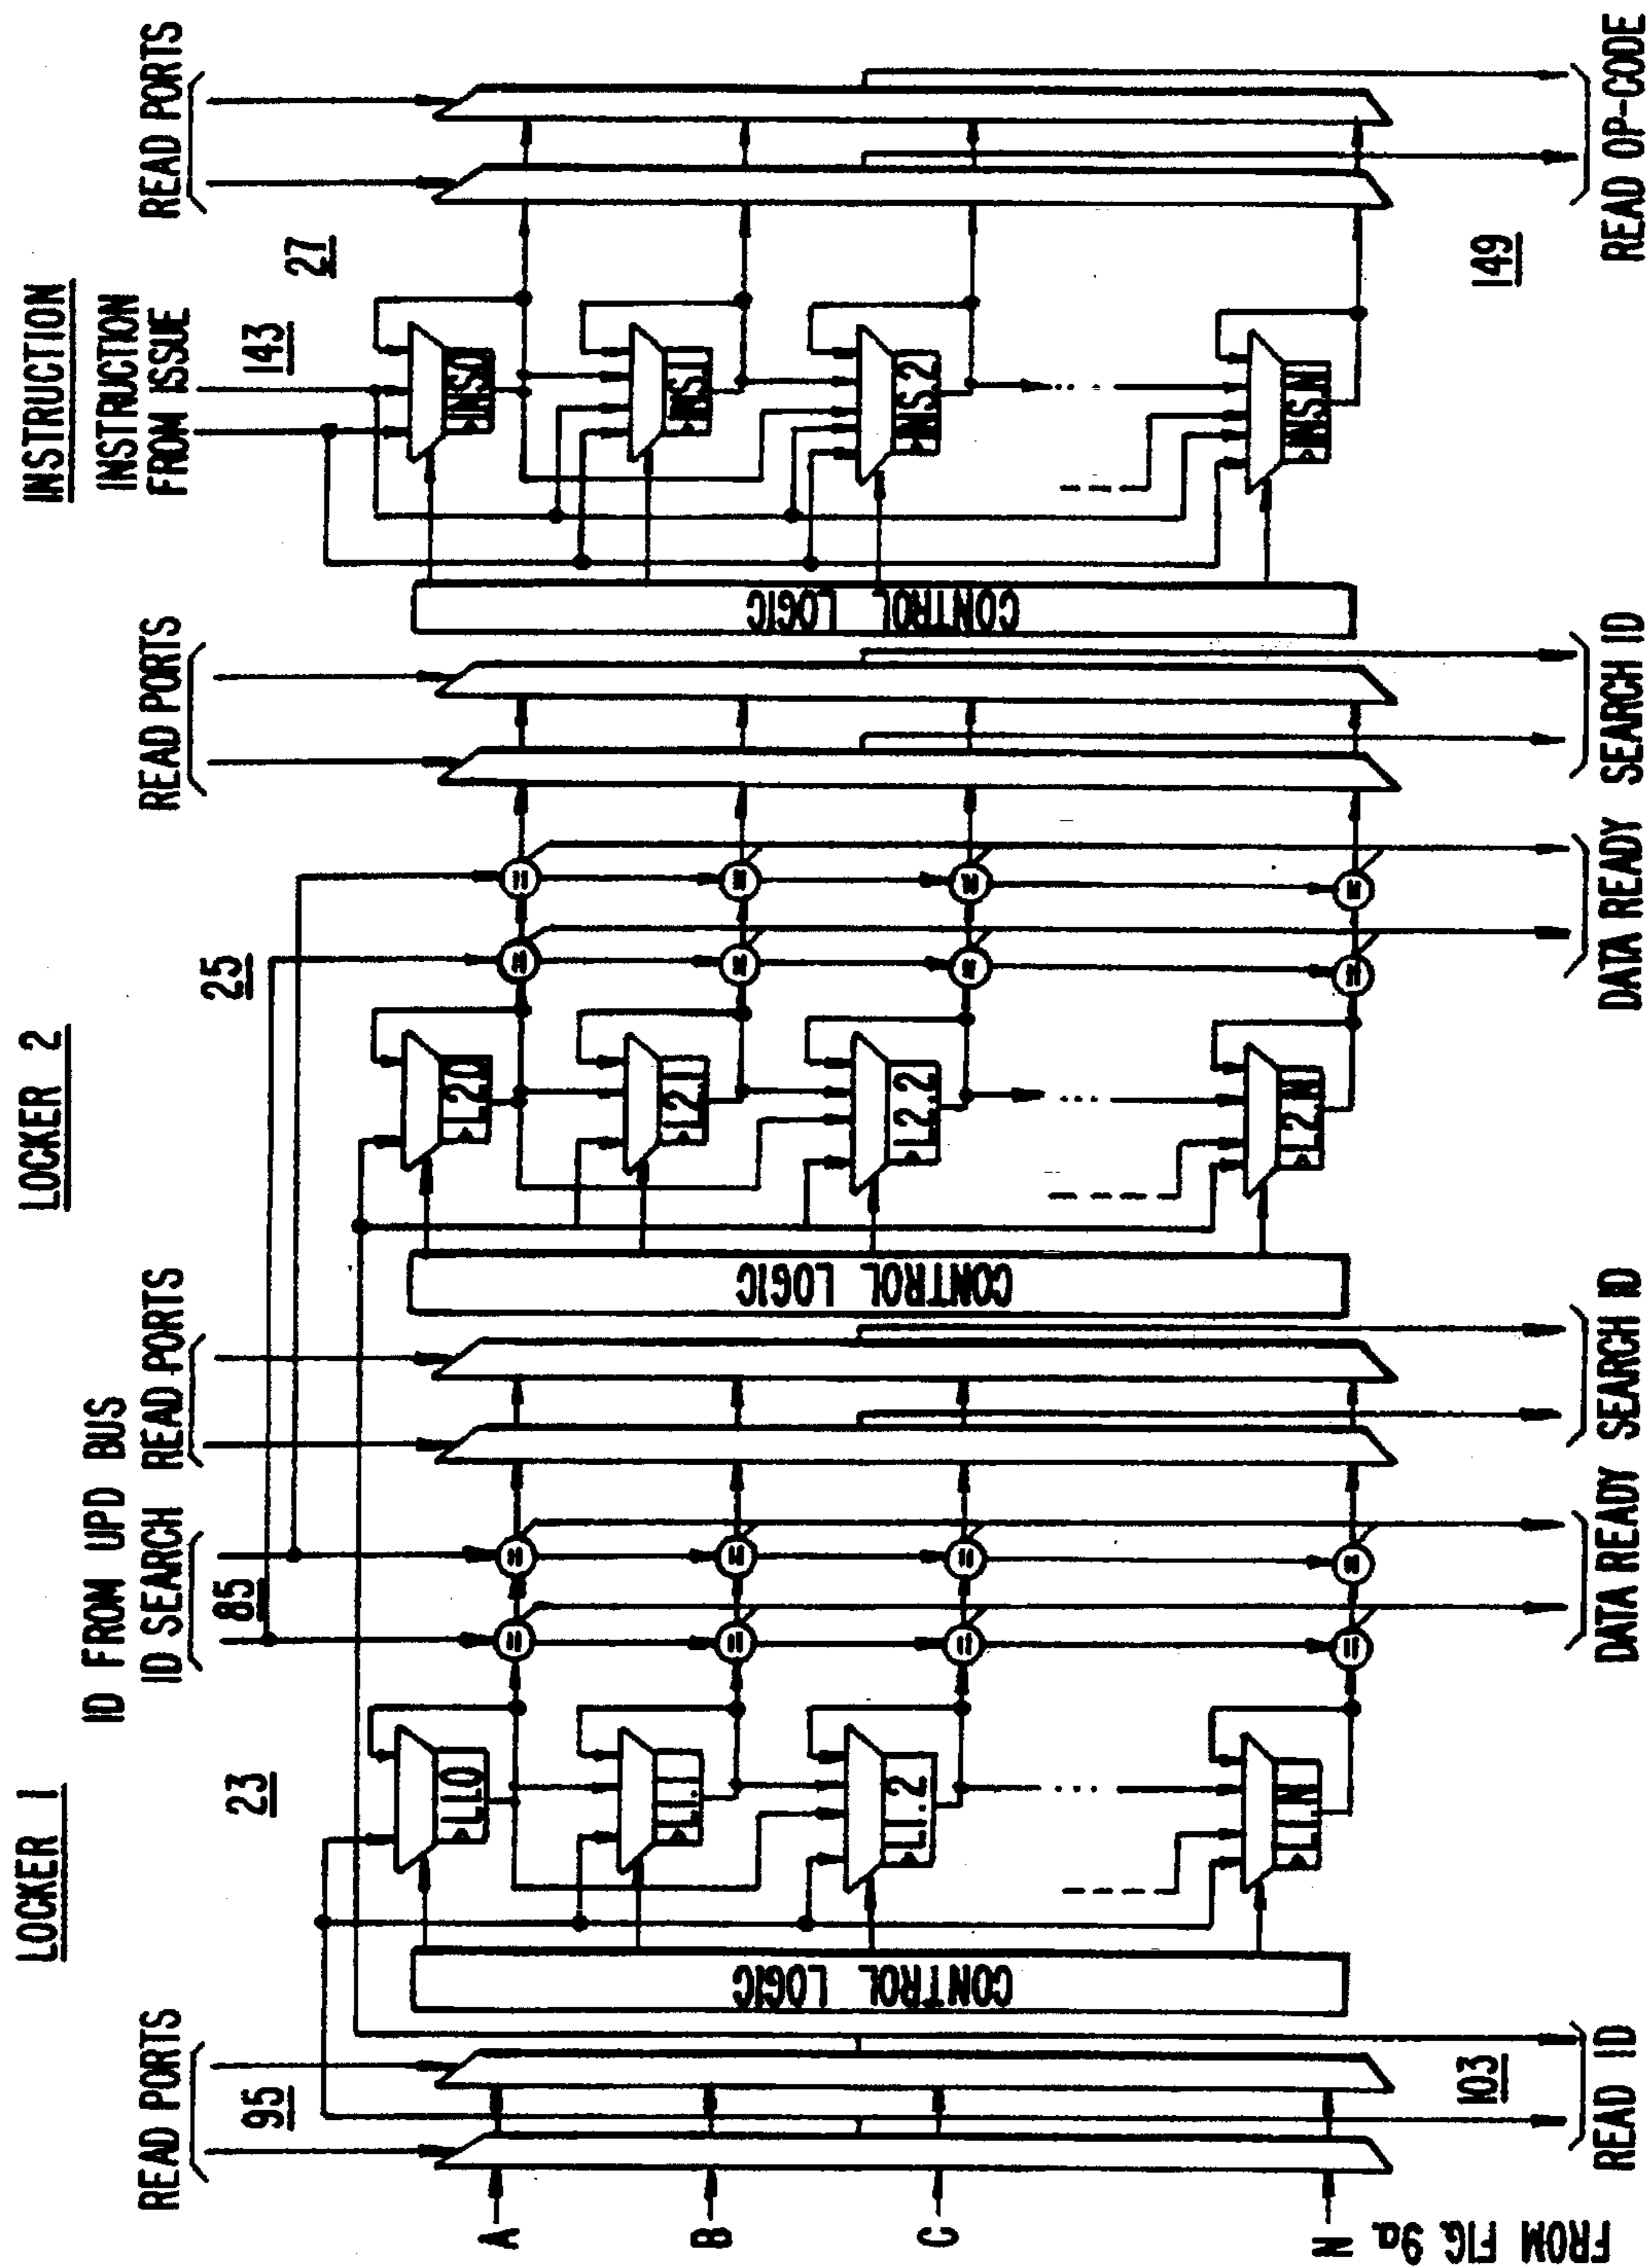 LOCKER 1
LOCKER 2
INSTRUCTION
READ PORTS
95
23
ID FROM UPD BUS
ID SEARCH
85
READ PORTS
25
READ PORTS
INSTRUCTION
FROM ISSUE
143
27
READ PORTS
A
B
C
N
FROM FIG. 9a
CONTROL LOGIC
L1.0
L1.1
L1.2
L1.N
=
=
=
=
=
=
=
=
CONTROL LOGIC
L2.0
L2.1
L2.2
L2.N
=
=
=
=
=
=
=
=
CONTROL LOGIC
INS.0
INS.1
INS.2
INS.N
...
...
...
103
READ ID
DATA READY
SEARCH ID
DATA READY
SEARCH ID
149
READ OP-CODE